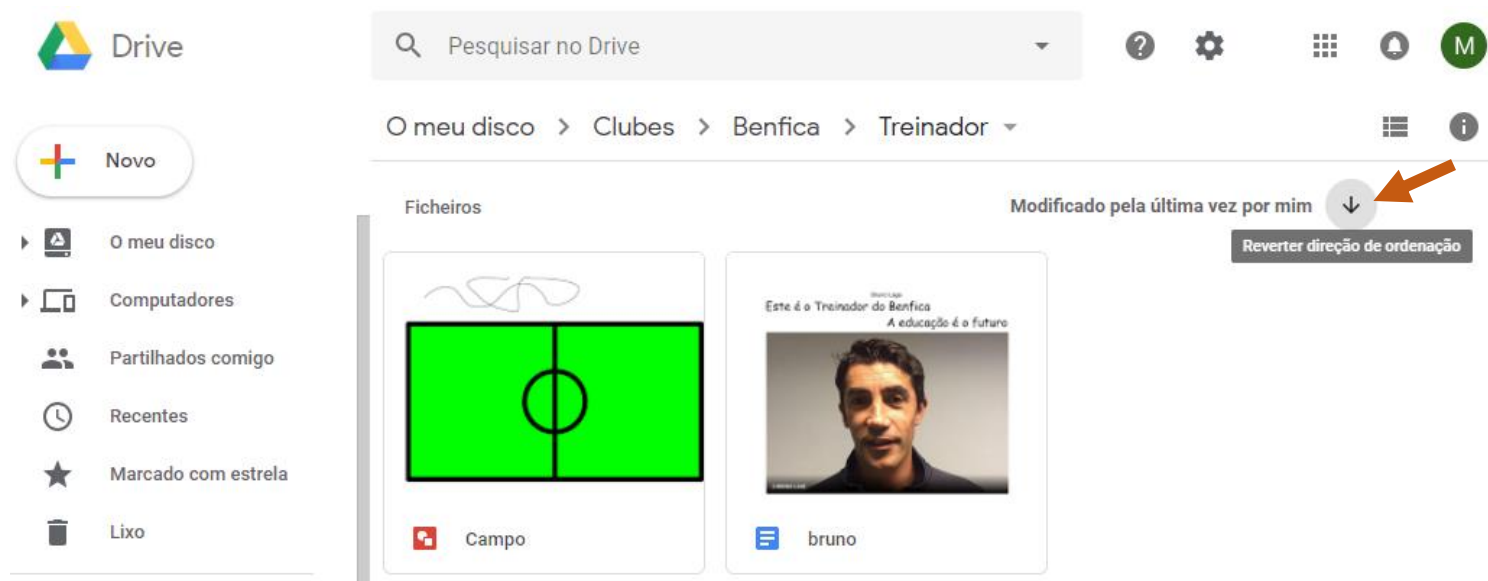 Drive
Pesquisar no Drive
M
O meu disco > Clubes > Benfica > Treinador
Novo
Ficheiros
Modificado pela última vez por mim
Reverter direção de ordenação
O meu disco
Computadores
Partilhados comigo
Recentes
Marcado com estrela
Lixo
Este é o Treinador do Benfica
A educação é o futuro
Campo
bruno